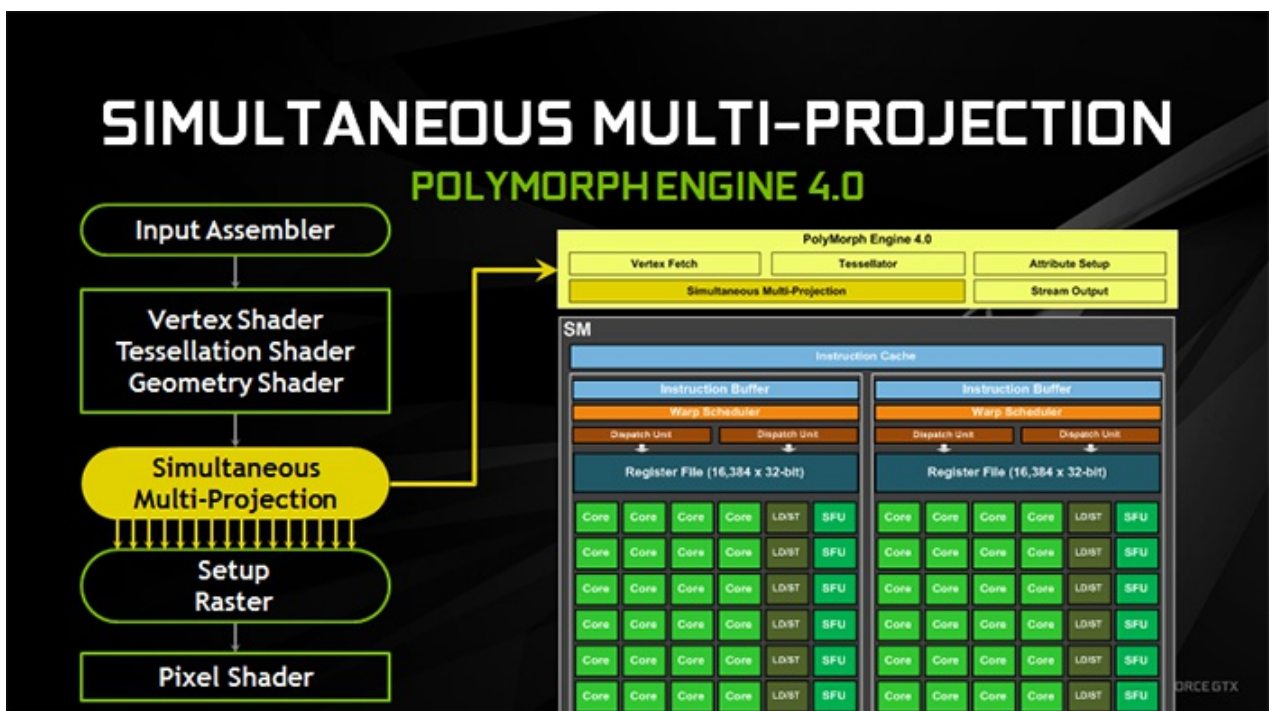 SIMULTANEOUS MULTI-PROJECTION
POLYMORPH ENGINE 4.0
Input Assembler
Vertex Shader
Tessellation Shader
Geometry Shader
Simultaneous
Multi-Projection
Setup
Raster
Pixel Shader
PolyMorph Engine 4.0
Vertex Fetch Tessellator Attribute Setup
Simultaneous Multi-Projection Stream Output
SM
Instruction Cache
Instruction Buffer Instruction Buffer
Warp Scheduler Warp Scheduler
Dispatch Unit Dispatch Unit Dispatch Unit Dispatch Unit
Register File (16,384 x 32-bit) Register File (16,384 x 32-bit)
Core Core Core Core LD/ST SFU Core Core Core Core LD/ST SFU
Core Core Core Core LD/ST SFU Core Core Core Core LD/ST SFU
Core Core Core Core LD/ST SFU Core Core Core Core LD/ST SFU
Core Core Core Core LD/ST SFU Core Core Core Core LD/ST SFU
Core Core Core Core LD/ST SFU Core Core Core Core LD/ST SFU
Core Core Core Core LD/ST SFU Core Core Core Core LD/ST SFU
ORCE GTX